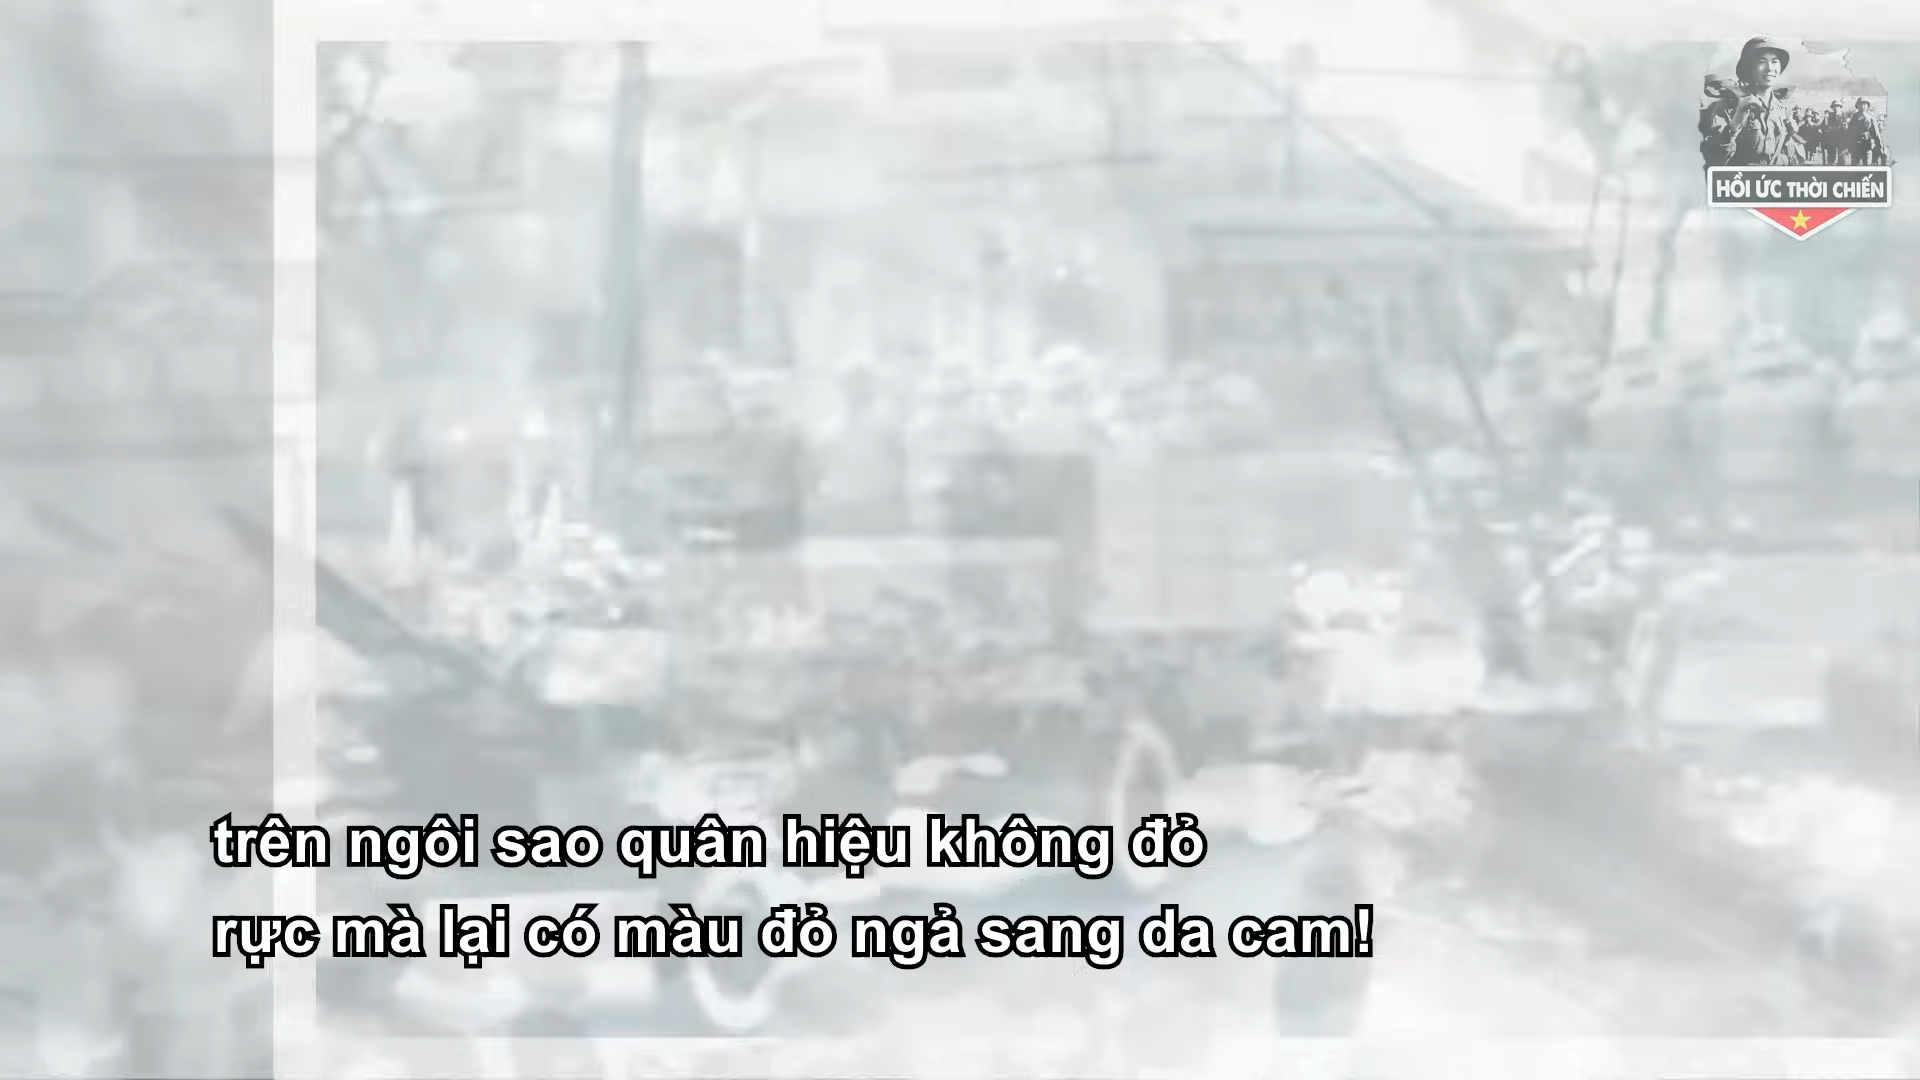 HỒI ỨC THỜI CHIẾN
trên ngôi sao quân hiệu không đỏ
rực mà lại có màu đỏ ngả sang da cam!